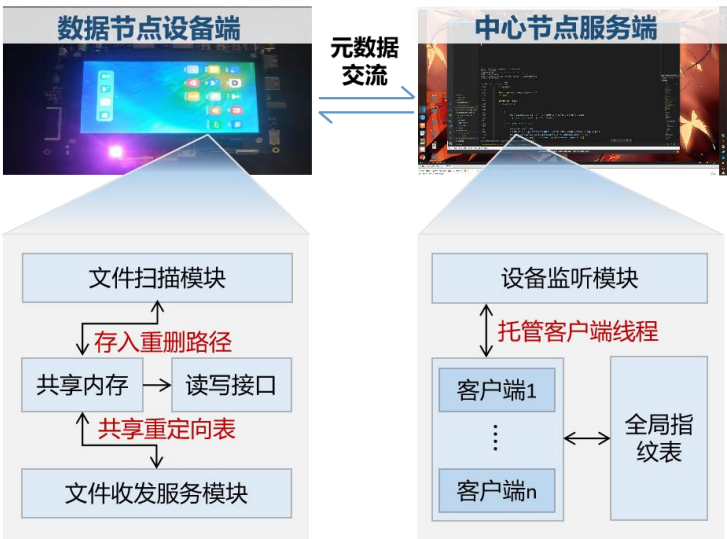 数据节点设备端
元数据
交流
中心节点服务端
文件扫描模块
存入重删路径
共享内存
读写接口
共享重定向表
文件收发服务模块
设备监听模块
托管客户端线程
客户端1
客户端n
全局指
纹表